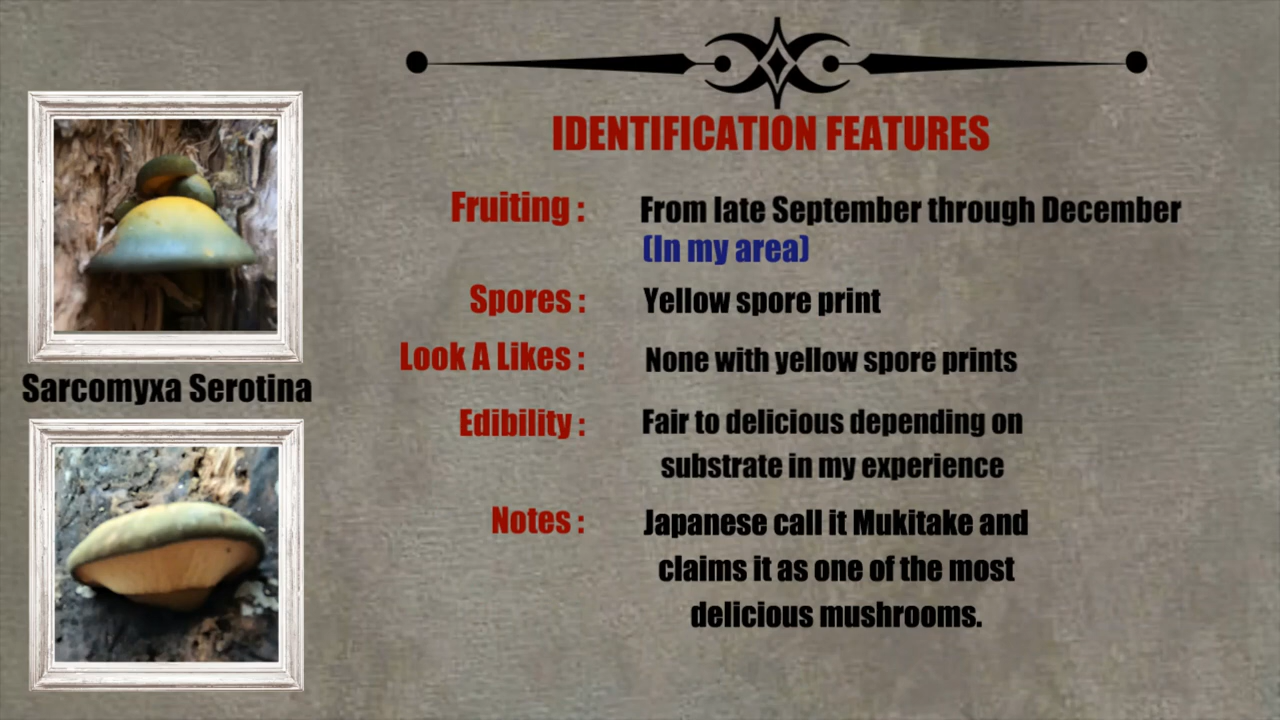 IDENTIFICATION FEATURES
Fruiting : From late September through December
(In my area)
Spores : Yellow spore print
Look A Likes : None with yellow spore prints
Sarcomyxa Serotina
Edibility : Fair to delicious depending on
substrate in my experience
Notes : Japanese call it Mukitake and
claims it as one of the most
delicious mushrooms.